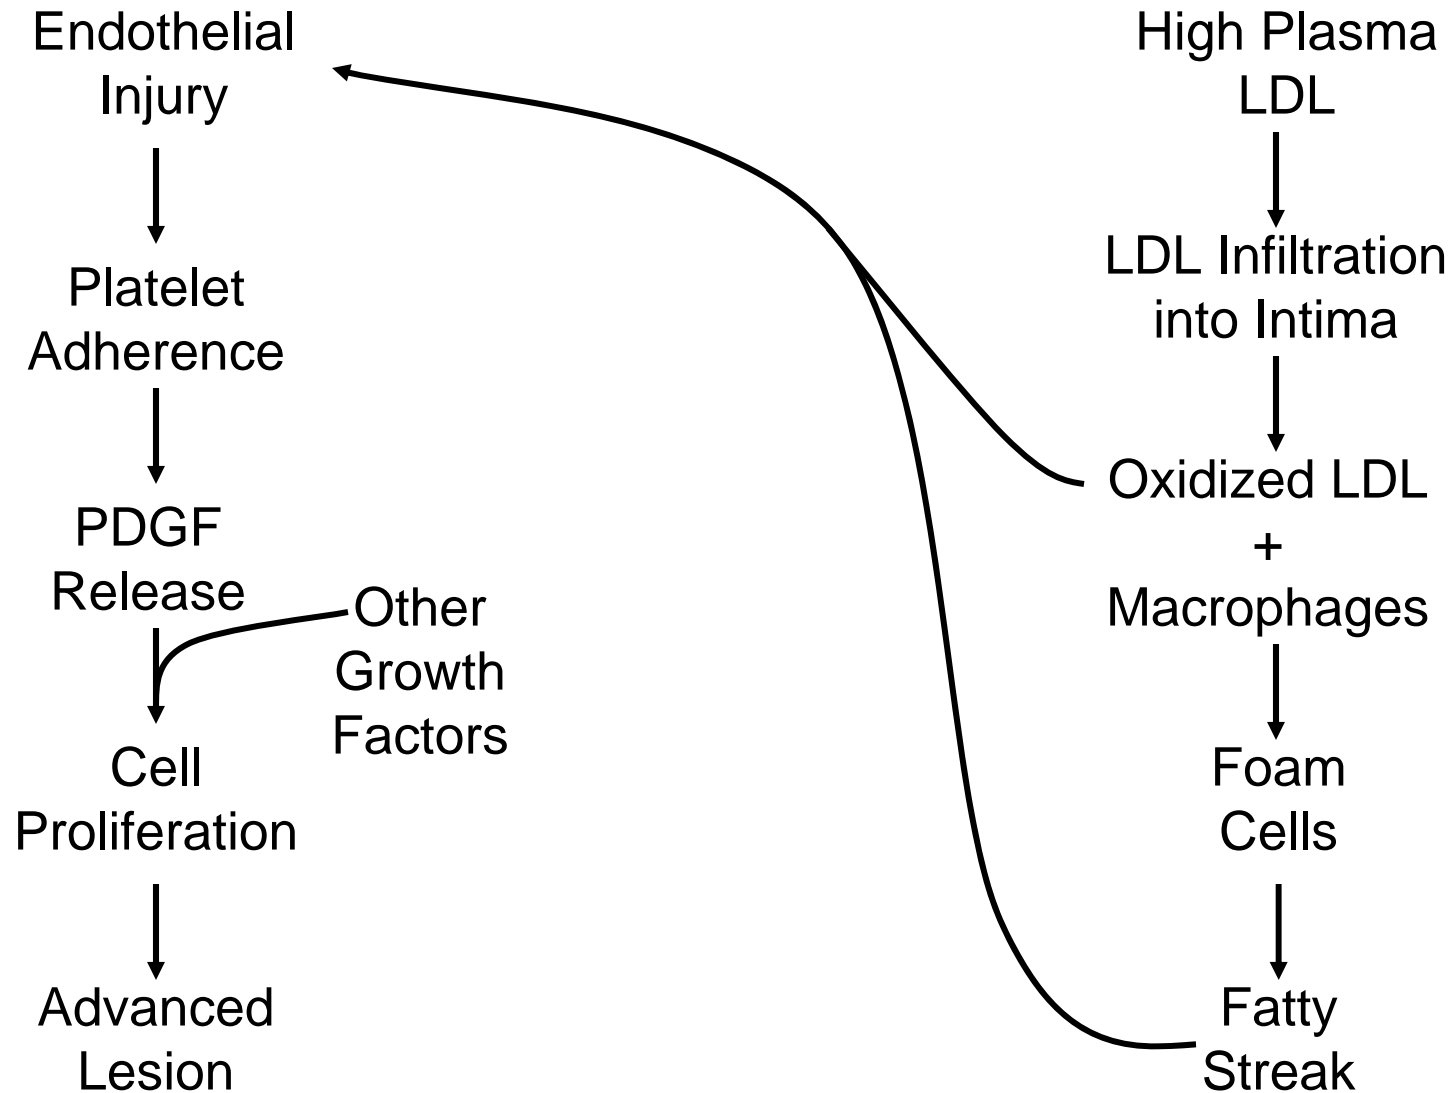 Endothelial
Injury
Platelet
Adherence
PDGF
Release
Other
Growth
Factors
Cell
Proliferation
Advanced
Lesion
High Plasma
LDL
LDL Infiltration
into Intima
Oxidized LDL
+
Macrophages
Foam
Cells
Fatty
Streak